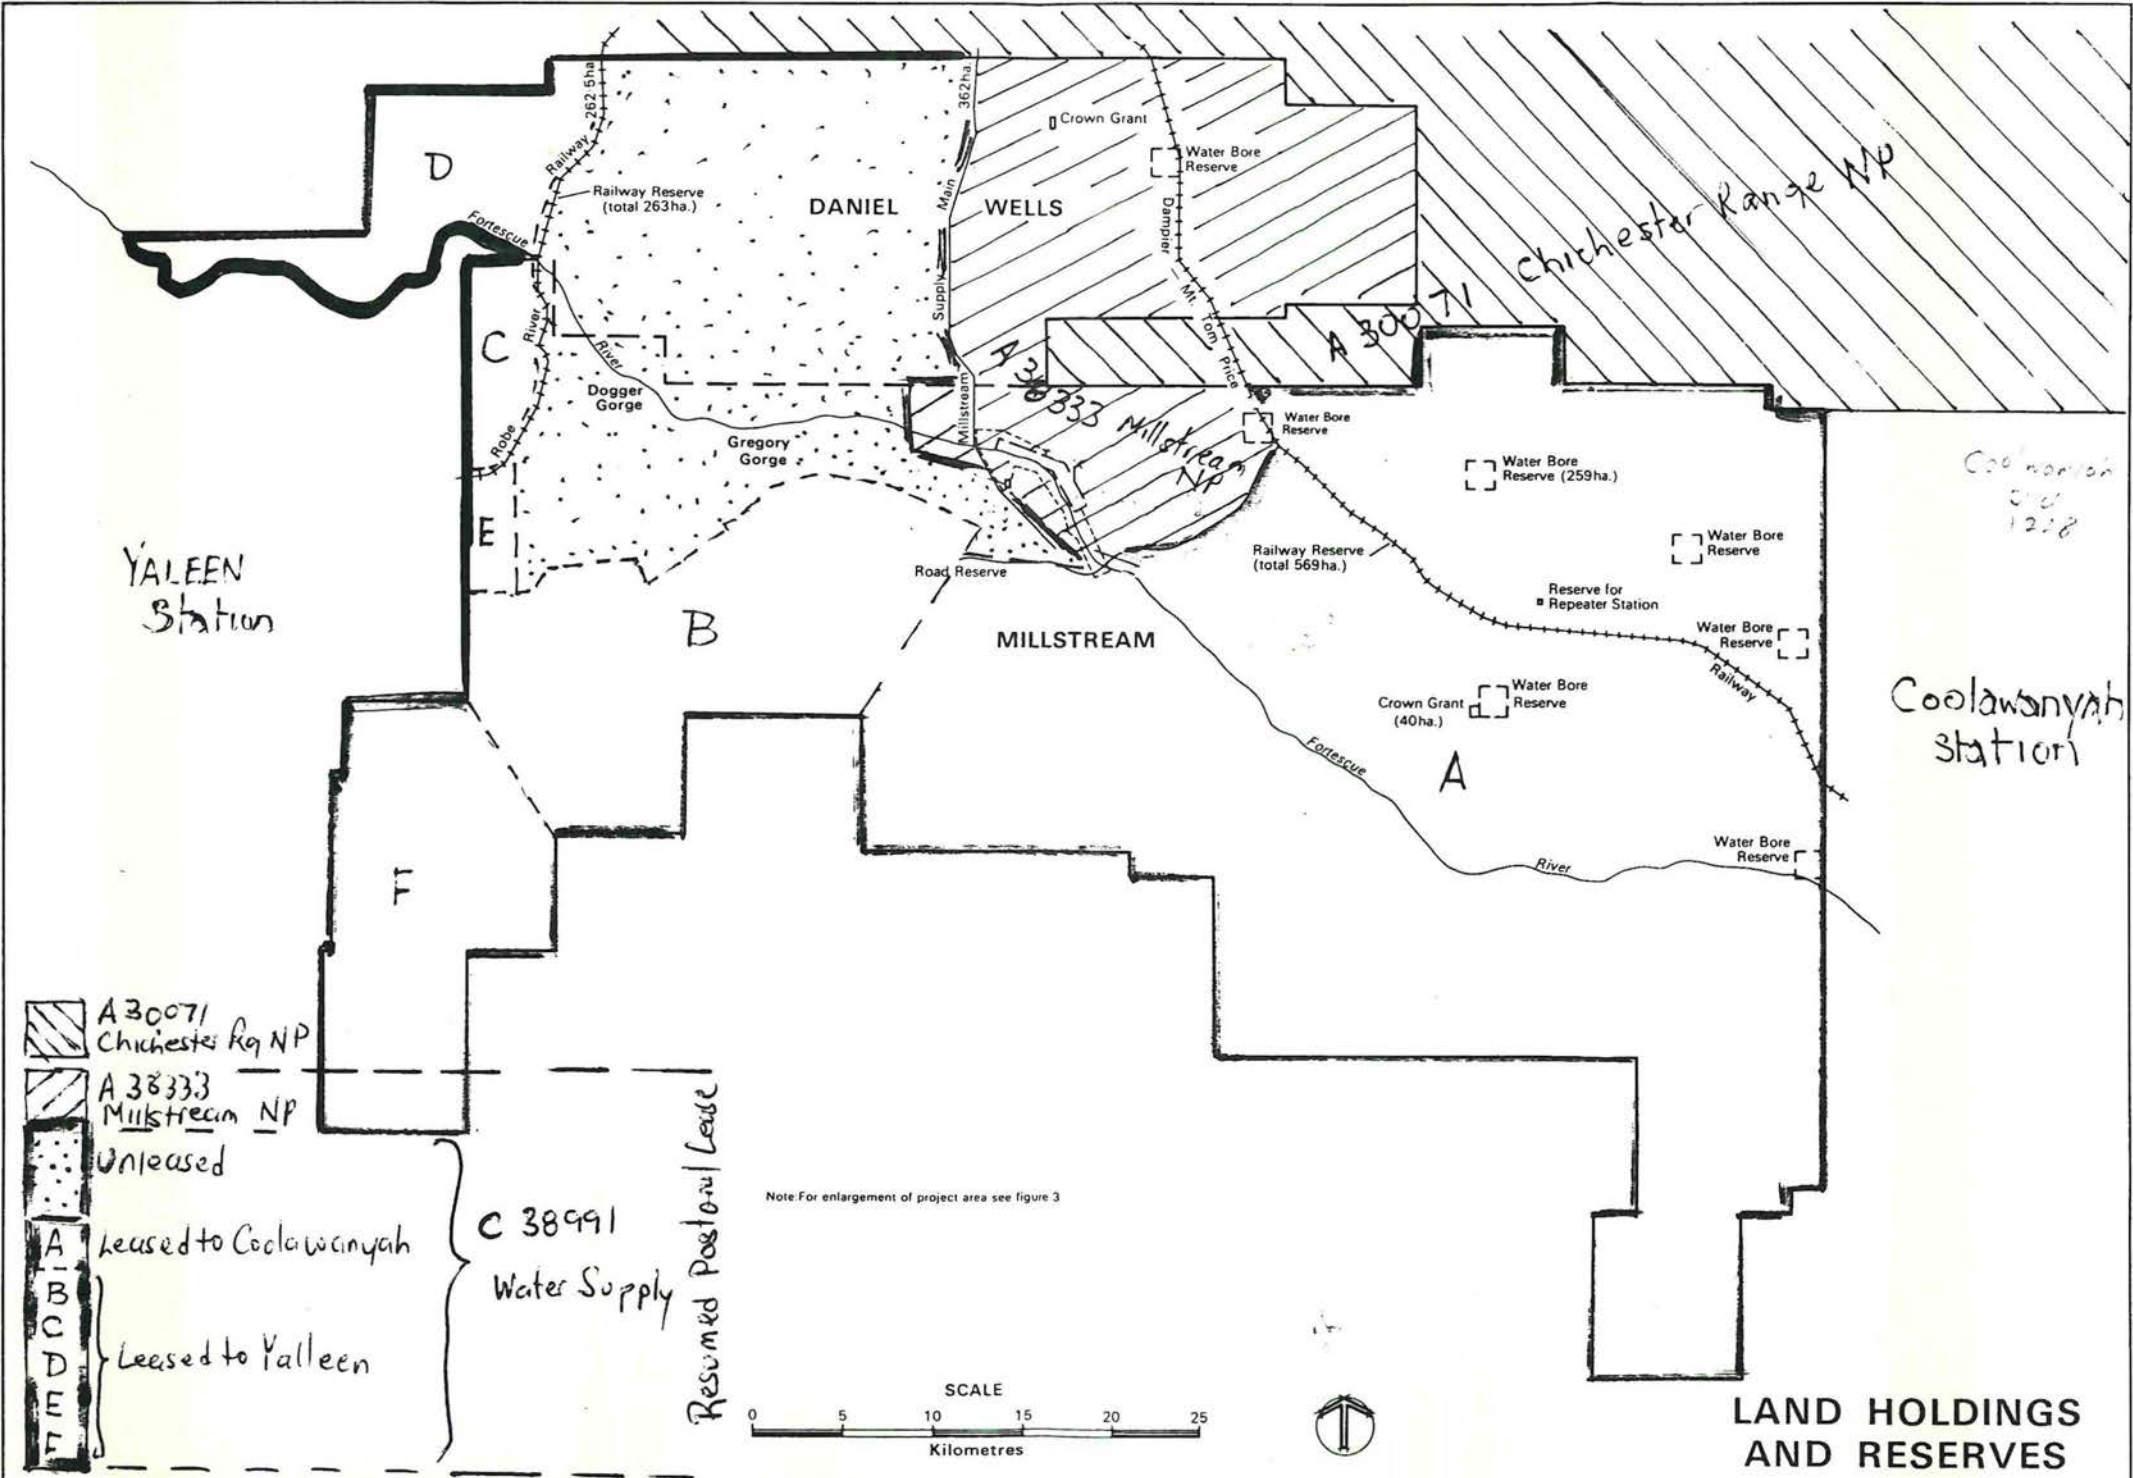 262.5ha
362ha.
Crown Grant
D
Railway
Water Bore
Reserve
Railway Reserve
(total 263ha.)
DANIEL
WELLS
Main
Dampier
Chichester Range NP
Fortescue
Supply
Mt. Tom Price
A 30071
C
River
River
A 38333
Millstream
NP
Dogger
Gorge
Millstream
Water Bore
Reserve
Robe
Gregory
Gorge
Water Bore
Reserve (259ha.)
E
Water Bore
Reserve
YALEEN
Station
Railway Reserve
(total 569ha.)
Road Reserve
Reserve for
Repeater Station
B
MILLSTREAM
Water Bore
Reserve
Railway
Coolawanyah
Station
Crown Grant
(40ha.)
Water Bore
Reserve
Fortescue
A
Water Bore
Reserve
River
F
A 30071
Chichester Rg NP
A 38333
Millstream NP
Unleased
A
Leased to Coolawanyah
B
C
D
E
F
Leased to Yalleen
C 38991
Water Supply
Resumed Pastoral Lease
Note: For enlargement of project area see figure 3
SCALE
0 5 10 15 20 25
Kilometres
LAND HOLDINGS
AND RESERVES